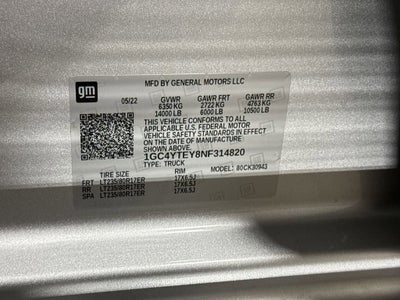 gm
MFD BY GENERAL MOTORS LLC
05/22 GVWR GAWR FRT GAWR RR
6350 KG 2722 KG 4763 KG
14000 LB 6000 LB 10500 LB
THIS VEHICLE CONFORMS TO ALL
APPLICABLE U.S. FEDERAL MOTOR
VEHICLE SAFETY STANDARDS IN EFFECT
ON THE DATE OF MANUFACTURE
SHOWN ABOVE.
1GC4YTEY8NF314820
TYPE: TRUCK MODEL: 80CK30943
TIRE SIZE RIM
FRT LT235/80R17ER 17X6.5J
RR LT235/80R17ER 17X6.5J
SPA LT235/80R17ER 17X6.5J